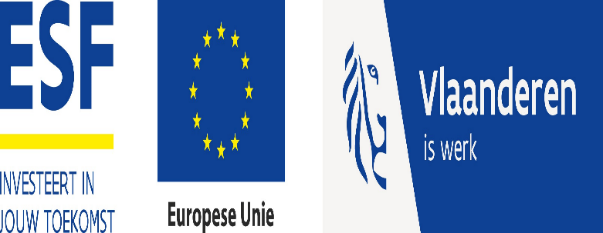 ESF
INVESTEERT IN
JOUW TOEKOMST
Europese Unie
Vlaanderen
is werk